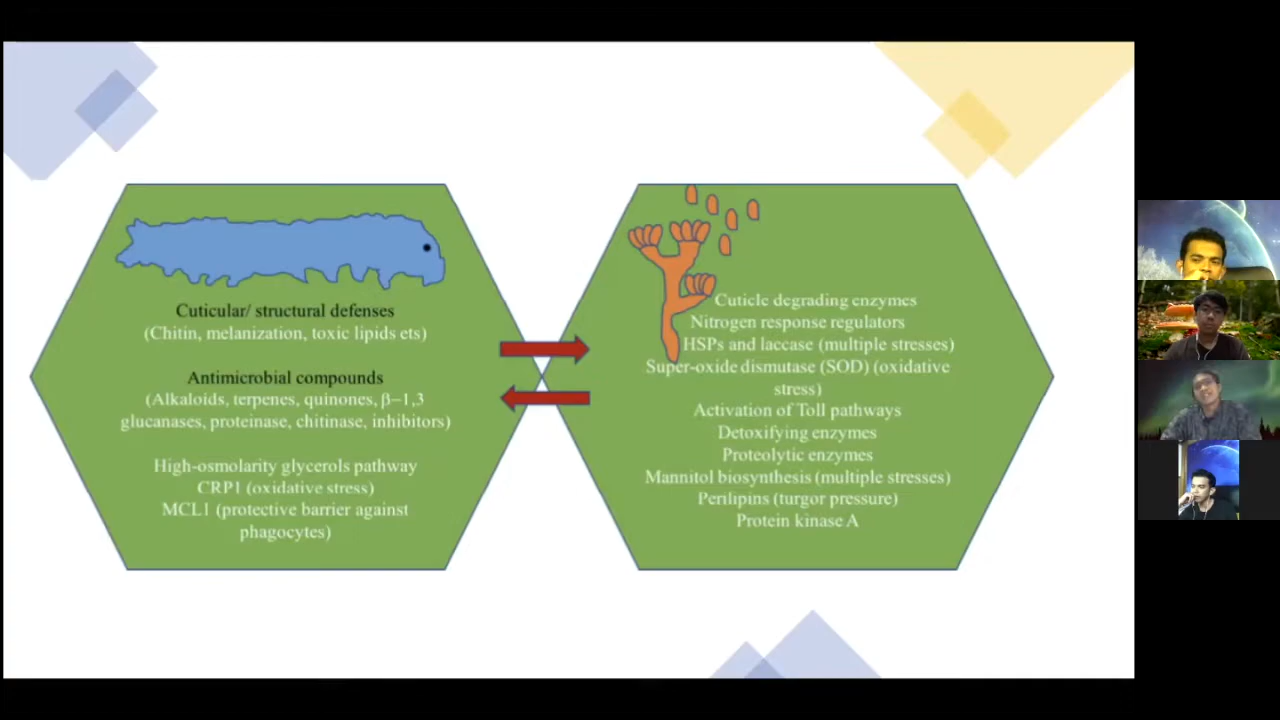 Cuticular/ structural defenses
(Chitin, melanization, toxic lipids ets)
Antimicrobial compounds
(Alkaloids, terpenes, quinones, β–1,3
glucanases, proteinase, chitinase, inhibitors)
High-osmolarity glycerols pathway
CRP1 (oxidative stress)
MCL1 (protective barrier against
phagocytes)
Cuticle degrading enzymes
Nitrogen response regulators
HSPs and laccase (multiple stresses)
Super-oxide dismutase (SOD) (oxidative
stress)
Activation of Toll pathways
Detoxifying enzymes
Proteolytic enzymes
Mannitol biosynthesis (multiple stresses)
Perilipins (turgor pressure)
Protein kinase A